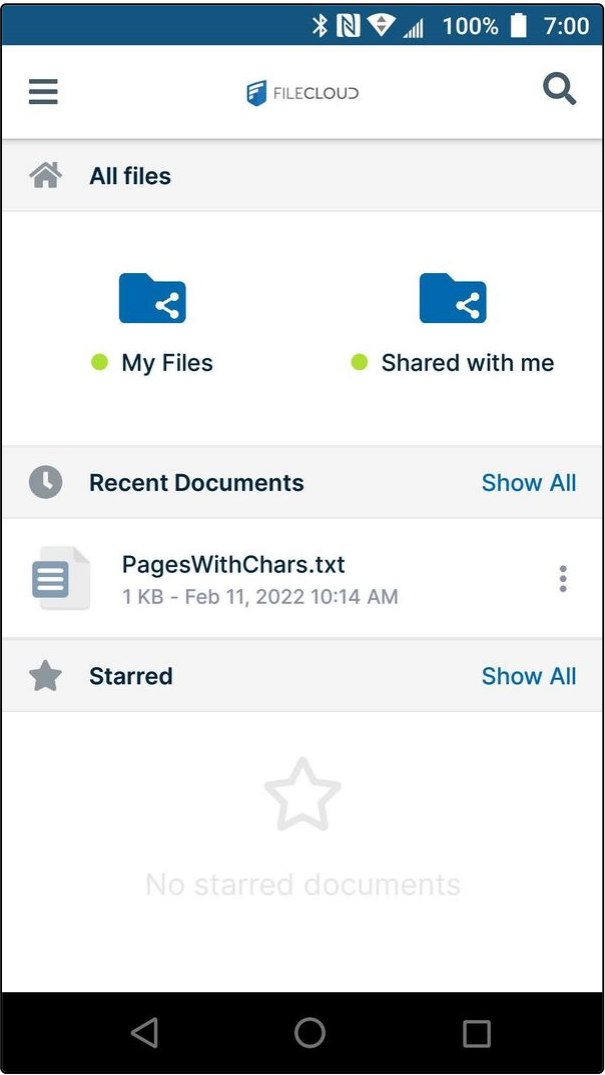 100% 7:00
FILECLOUD
All files
My Files
Shared with me
Recent Documents Show All
PagesWithChars.txt
1 KB - Feb 11, 2022 10:14 AM
Starred Show All
No starred documents